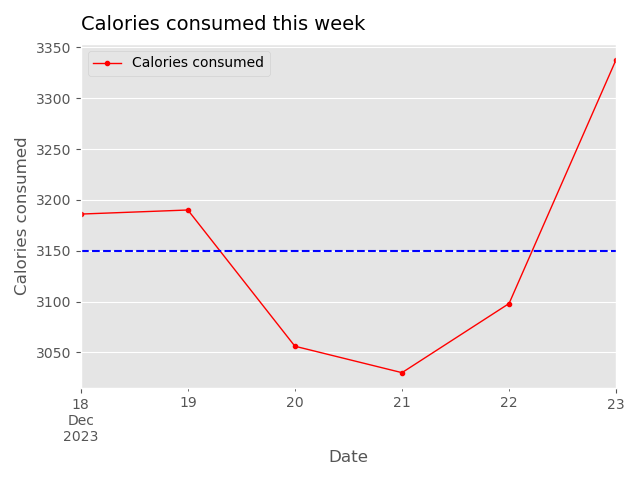 Calories consumed this week
Calories consumed
Calories consumed
3350
3300
3250
3200
3150
3100
3050
18 19 20 21 22 23
Dec
2023
Date